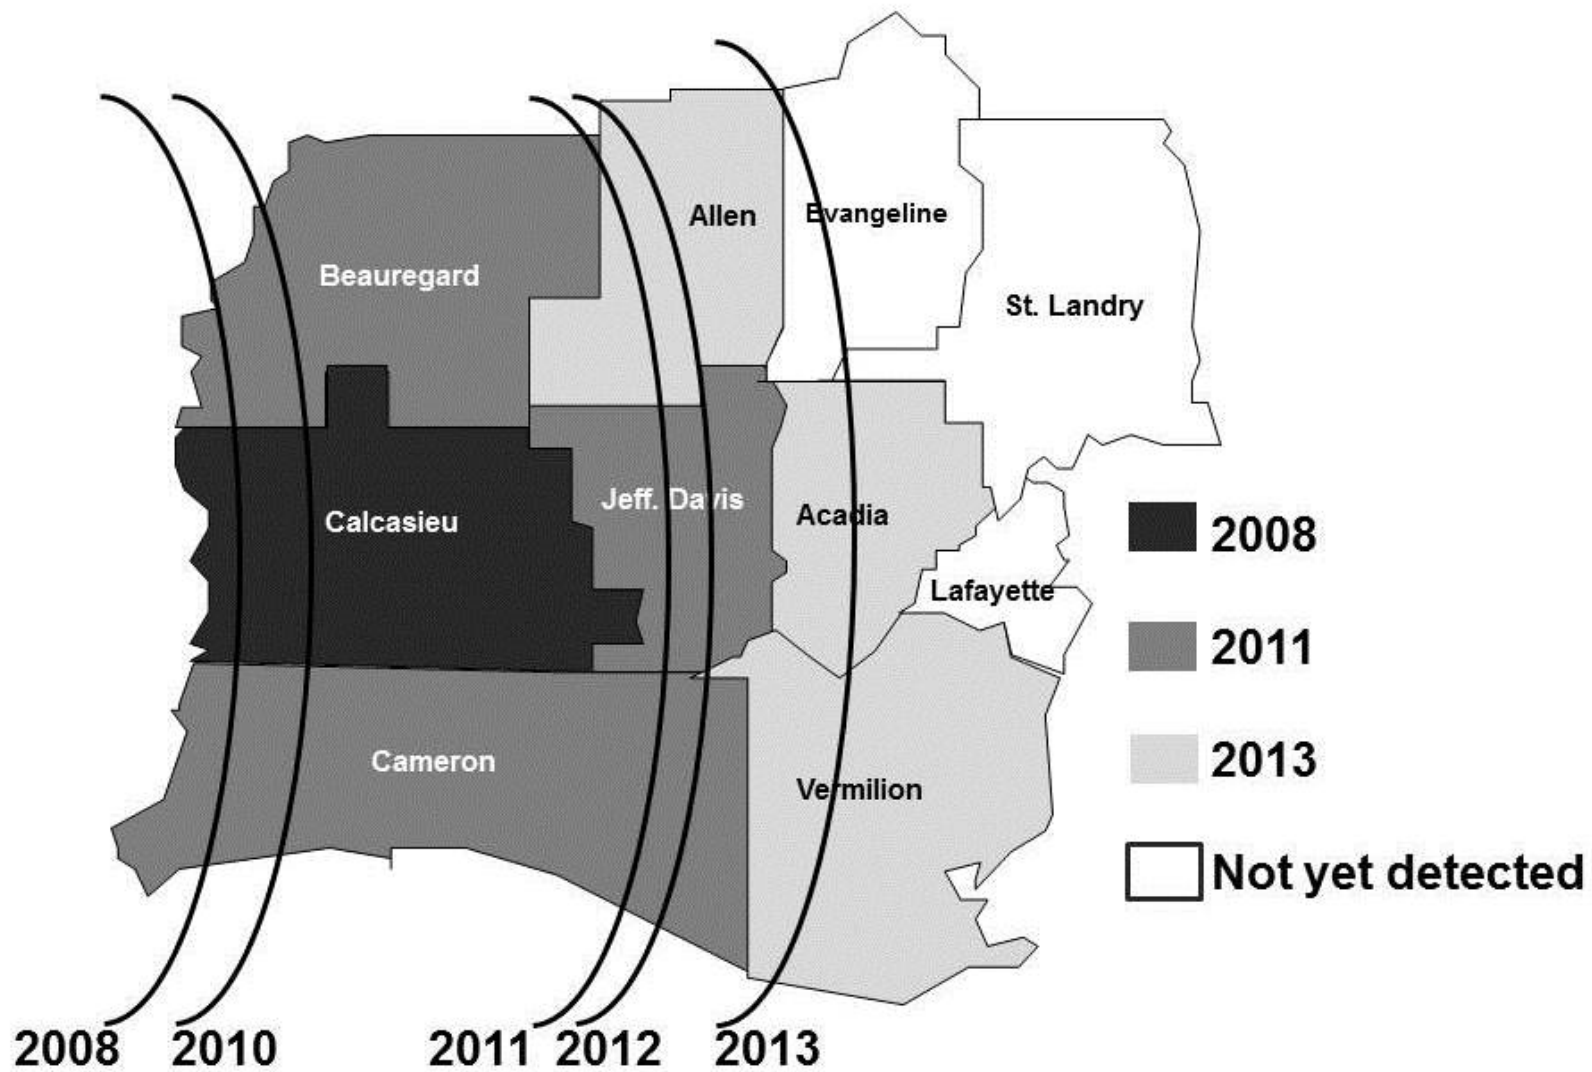 Allen
Evangeline
Beauregard
St. Landry
Jeff. Davis
Calcasieu
Acadia
Lafayette
Cameron
Vermilion
2008
2011
2013
Not yet detected
2008 2010 2011 2012 2013